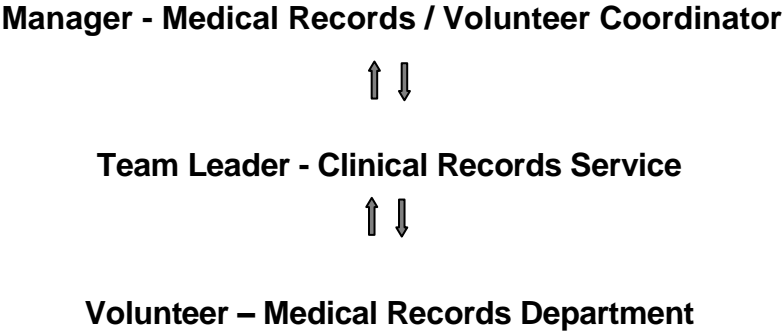 Manager - Medical Records / Volunteer Coordinator
Team Leader - Clinical Records Service
Volunteer – Medical Records Department